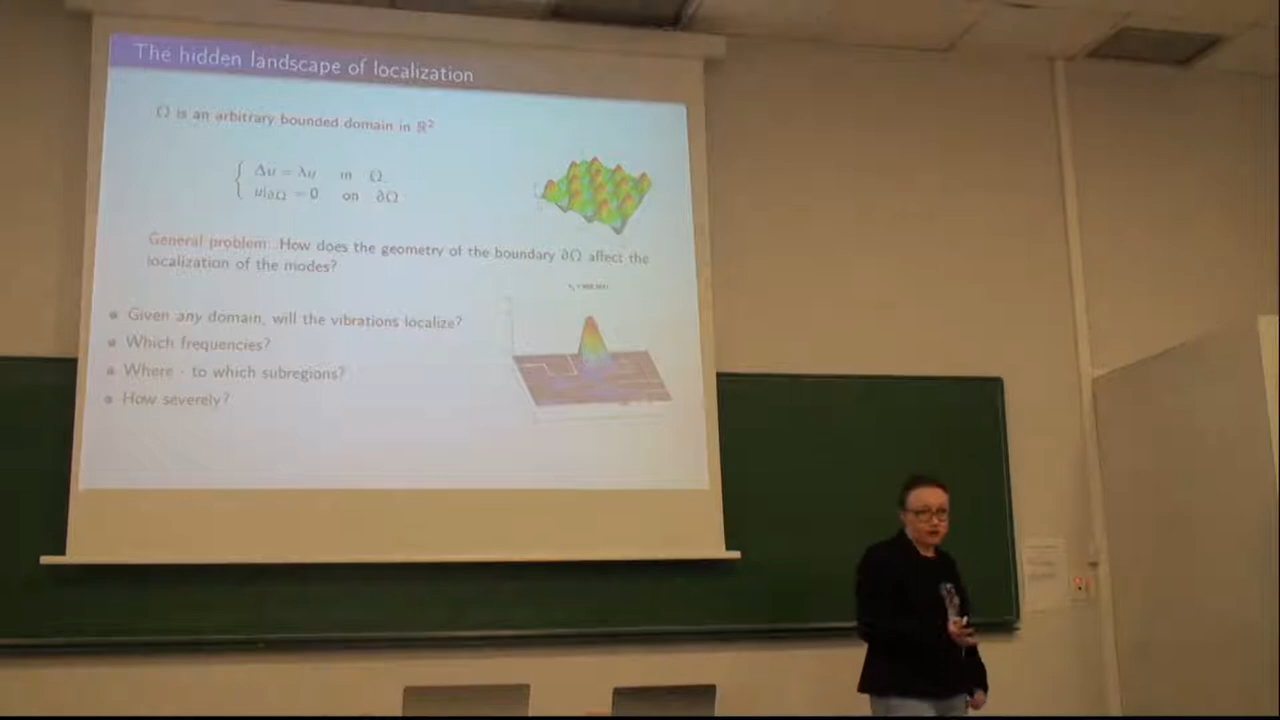 The hidden landscape of localization
Ω is an arbitrary bounded domain in ℝ²
Δu = λu in Ω
u|∂Ω = 0 on ∂Ω
General problem: How does the geometry of the boundary ∂Ω affect the
localization of the modes?
Given any domain, will the vibrations localize?
Which frequencies?
Where - to which subregions?
How severely?